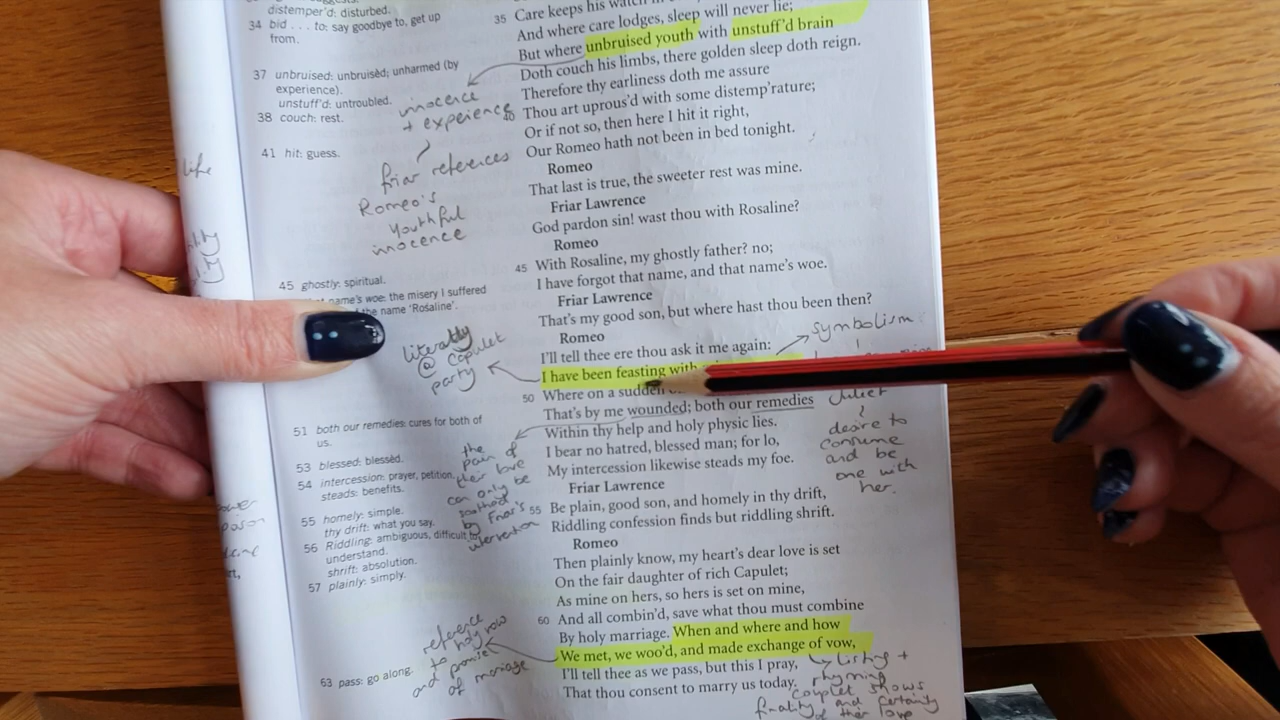 distemper'd: disturbed.
34 bid . . . to: say goodbye to, get up
from.
37 unbruised: unbruisèd; unharmed (by
experience).
unstuff'd: untroubled.
38 couch: rest.
41 hit: guess.
45 ghostly: spiritual.
name's woe: the misery I suffered
the name 'Rosaline'.
51 both our remedies: cures for both of
us.
53 blessed: blessèd.
54 intercession: prayer, petition,
steads: benefits.
55 homely: simple.
thy drift: what you say.
56 Riddling: ambiguous, difficult to
understand.
shrift: absolution.
57 plainly: simply.
63 pass: go along.
35 Care keeps his watch in
And where care lodges, sleep will never lie;
But where unbruised youth with unstuff'd brain
Doth couch his limbs, there golden sleep doth reign.
Therefore thy earliness doth me assure
Thou art uprous'd with some distemp'rature;
Or if not so, then here I hit it right,
Our Romeo hath not been in bed tonight.
Romeo
That last is true, the sweeter rest was mine.
Friar Lawrence
God pardon sin! wast thou with Rosaline?
Romeo
45 With Rosaline, my ghostly father? no;
I have forgot that name, and that name's woe.
Friar Lawrence
That's my good son, but where hast thou been then?
Romeo
I'll tell thee ere thou ask it me again:
I have been feasting with
50 Where on a sudden
That's by me wounded; both our remedies
Within thy help and holy physic lies.
I bear no hatred, blessed man; for lo,
My intercession likewise steads my foe.
Friar Lawrence
55 Be plain, good son, and homely in thy drift,
Riddling confession finds but riddling shrift.
Romeo
Then plainly know, my heart's dear love is set
On the fair daughter of rich Capulet;
As mine on hers, so hers is set on mine,
60 And all combin'd, save what thou must combine
By holy marriage. When and where and how
We met, we woo'd, and made exchange of vow,
I'll tell thee as we pass, but this I pray,
That thou consent to marry us today.
innocence
+ experience
friar references
Romeo's
youthful
innocence
literally
@ Capulet
party
the
pain of
their love
can only be
soothed
by Friar's
intervention
reference
to holy vow
and promise
of marriage
symbolism
Juliet
desire to
consume
and be
one with
her.
listing +
rhyming
couplet shows
finality and certainty
of their love
life